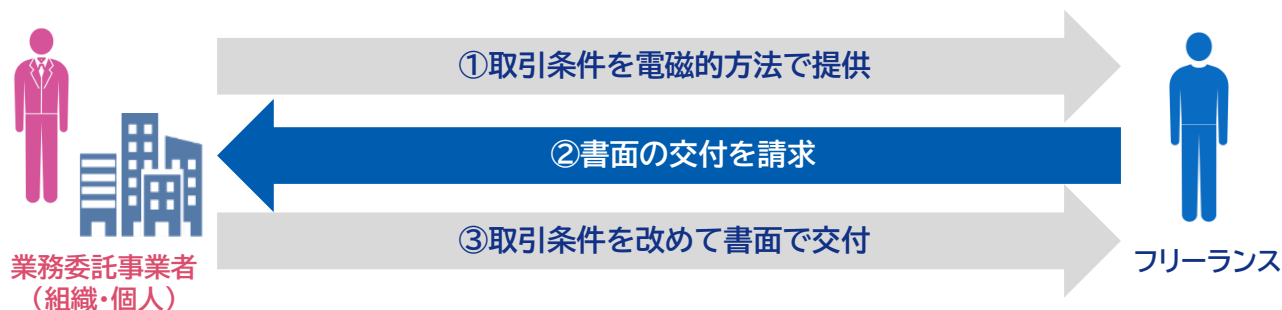 ①取引条件を電磁的方法で提供
②書面の交付を請求
③取引条件を改めて書面で交付
業務委託事業者
（組織・個人）
フリーランス